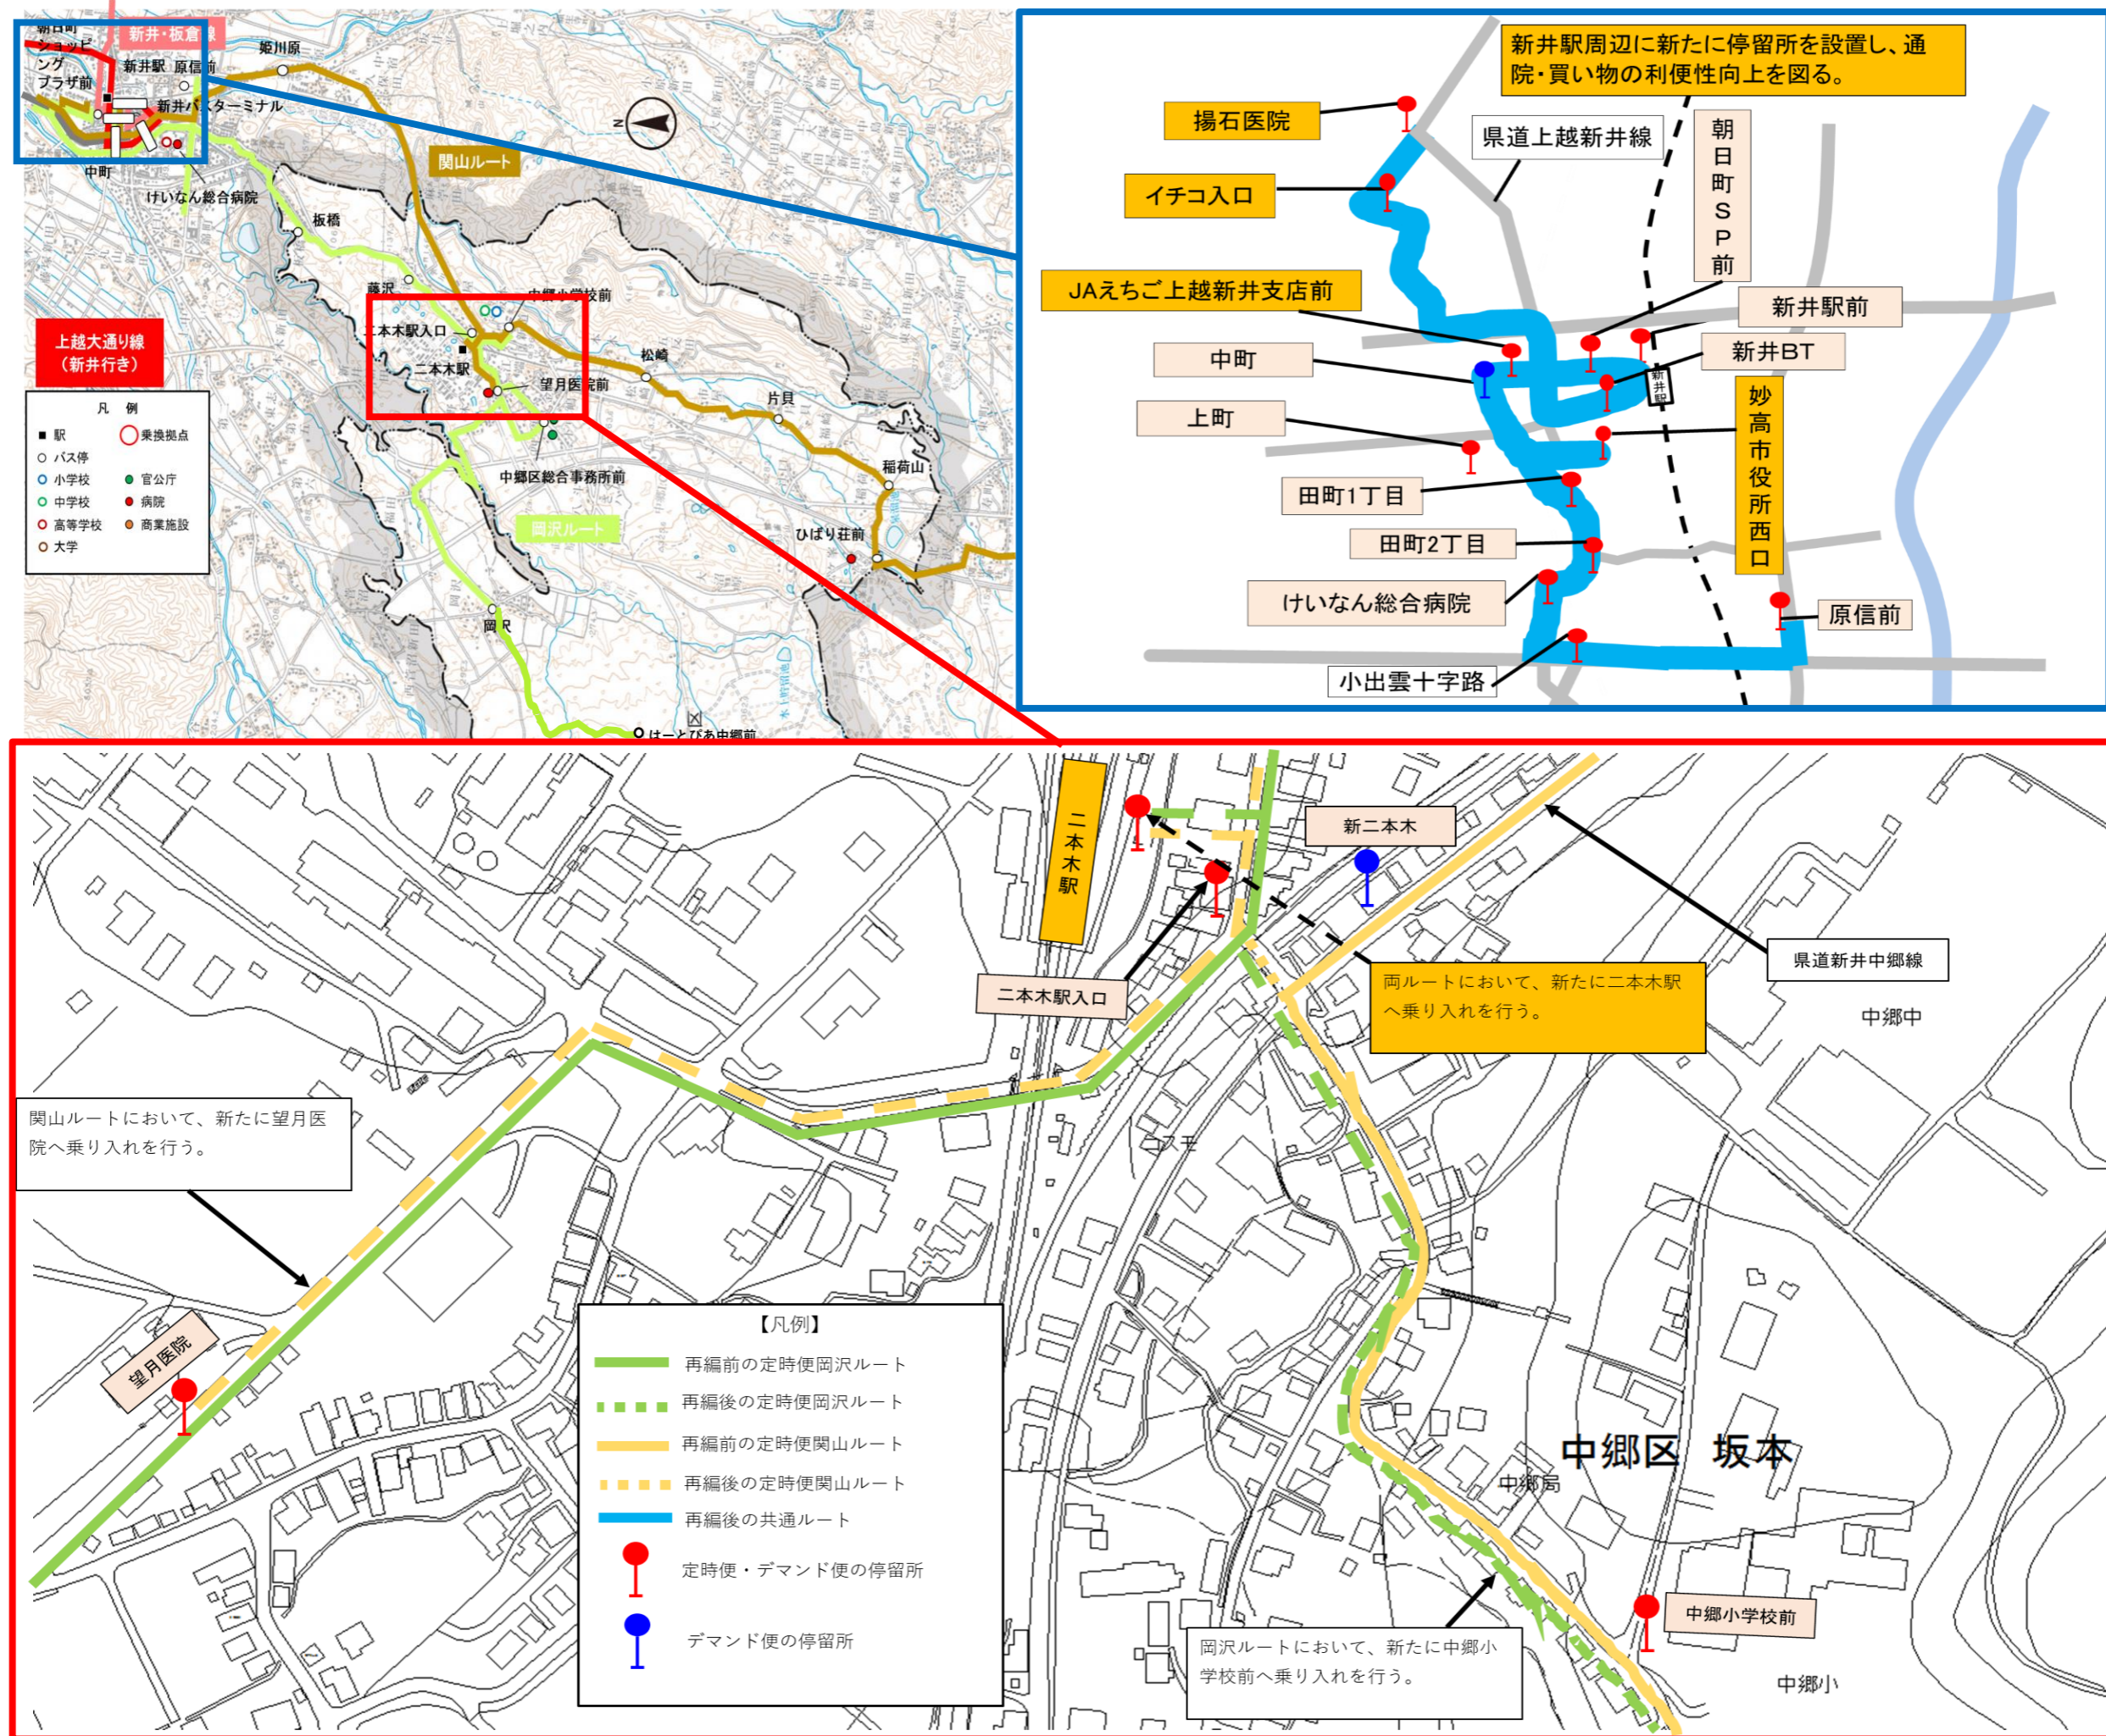 朝日町
ショッピ
ング
プラザ前
新井・板倉線
新井駅
原信前
姫川原
新井バスターミナル
中町
けいなん総合病院
関山ルート
板橋
藤沢
中郷小学校前
二本木駅入口
二本木駅
望月医院前
松崎
片貝
稲荷山
中郷区総合事務所前
ひばり荘前
岡沢ルート
岡沢
はーとぴあ中郷前
N
上越大通り線
(新井行き)
凡 例
駅
乗換拠点
バス停
小学校
官公庁
中学校
病院
高等学校
商業施設
大学
新井駅周辺に新たに停留所を設置し、通
院・買い物の利便性向上を図る。
揚石医院
県道上越新井線
イチコ入口
朝日町SP前
JAえちご上越新井支店前
新井駅前
中町
新井BT
新井駅
上町
妙高市役所西口
田町1丁目
田町2丁目
けいなん総合病院
原信前
小出雲十字路
二本木駅
新二本木
二本木駅入口
両ルートにおいて、新たに二本木駅
へ乗り入れを行う。
県道新井中郷線
中郷中
関山ルートにおいて、新たに望月医
院へ乗り入れを行う。
コスモ
望月医院
【凡例】
再編前の定時便岡沢ルート
再編後の定時便岡沢ルート
再編前の定時便関山ルート
再編後の定時便関山ルート
再編後の共通ルート
定時便・デマンド便の停留所
デマンド便の停留所
中郷区 坂本
中郷局
中郷小学校前
岡沢ルートにおいて、新たに中郷小
学校前へ乗り入れを行う。
中郷小